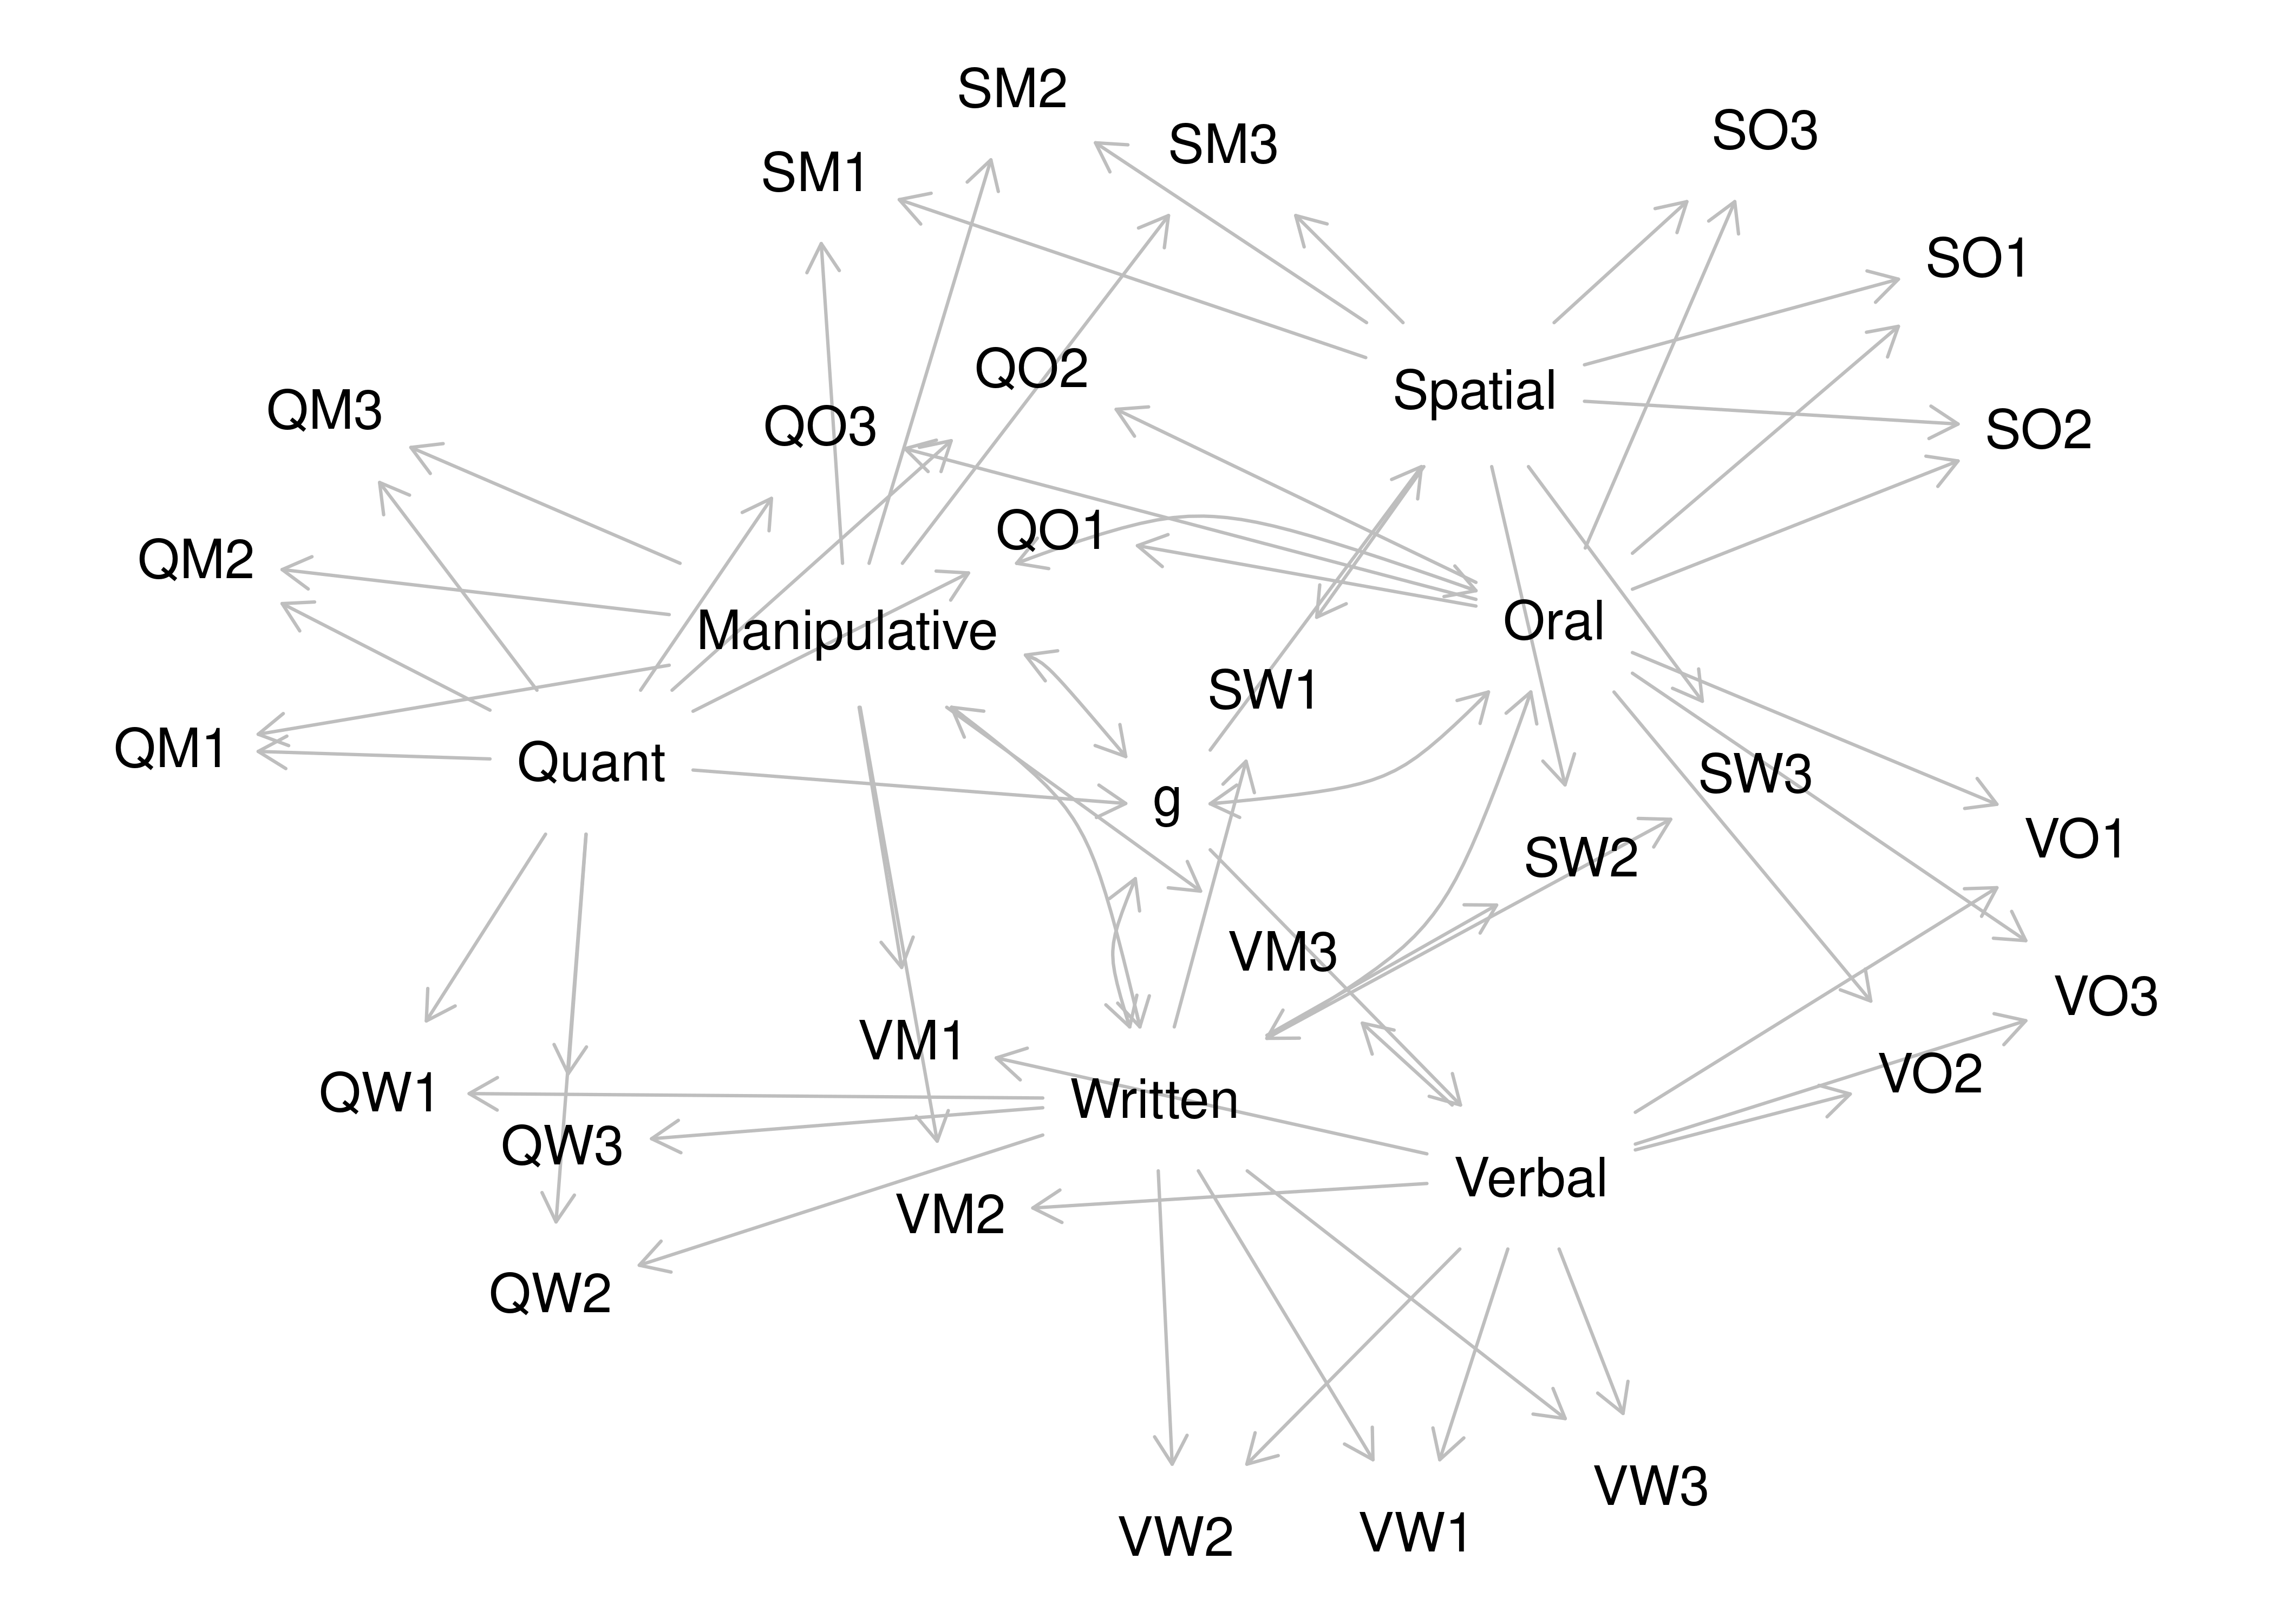 SM2
SM3
SO3
SM1
SO1
QO2
Spatial
QM3
QO3
SO2
QO1
QM2
Oral
Manipulative
SW1
QM1
Quant
SW3
g
VO1
SW2
VM3
VO3
VM1
VO2
QW1
Written
QW3
Verbal
VM2
QW2
VW3
VW1
VW2